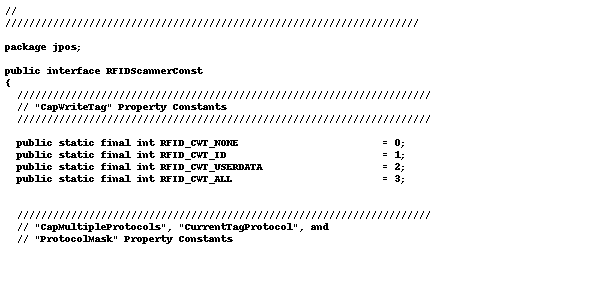 //
/////////////////////////////////////////////////////////////////////
package jpos;
public interface RFIDScannerConst
{
/////////////////////////////////////////////////////////////////////
// "CapWriteTag" Property Constants
/////////////////////////////////////////////////////////////////////
public static final int RFID_CWT_NONE = 0;
public static final int RFID_CWT_ID = 1;
public static final int RFID_CWT_USERDATA = 2;
public static final int RFID_CWT_ALL = 3;
/////////////////////////////////////////////////////////////////////
// "CapMultipleProtocols", "CurrentTagProtocol", and
// "ProtocolMask" Property Constants